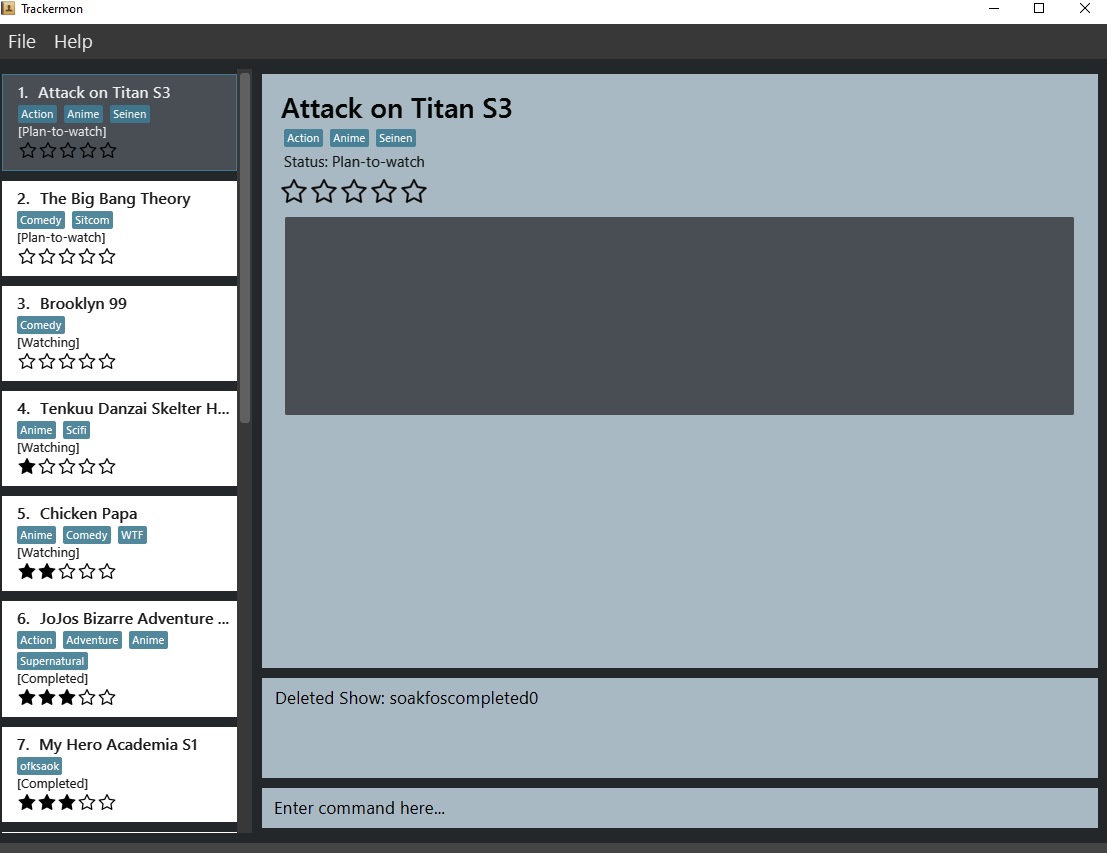 Trackermon
File Help
1. Attack on Titan S3
Action Anime Seinen
[Plan-to-watch]
2. The Big Bang Theory
Comedy Sitcom
[Plan-to-watch]
3. Brooklyn 99
Comedy
[Watching]
4. Tenkuu Danzai Skelter H...
Anime Scifi
[Watching]
5. Chicken Papa
Anime Comedy WTF
[Watching]
6. JoJos Bizarre Adventure ...
Action Adventure Anime
Supernatural
[Completed]
7. My Hero Academia S1
ofksaok
[Completed]
Attack on Titan S3
Action Anime Seinen
Status: Plan-to-watch
Deleted Show: soakfoscompleted0
Enter command here...